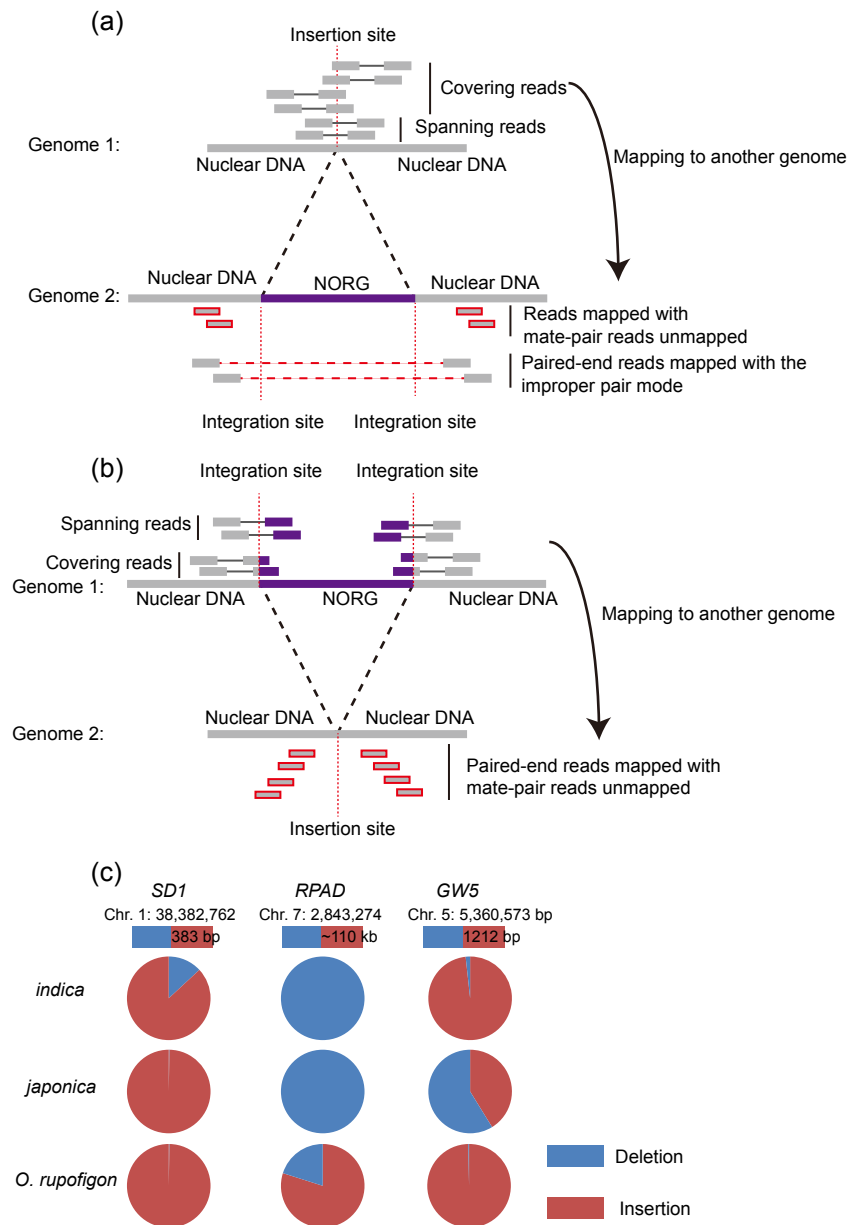 (a)
Insertion site
Covering reads
Spanning reads
Genome 1:
Nuclear DNA
Nuclear DNA
Mapping to another genome
Nuclear DNA
NORG
Nuclear DNA
Genome 2:
Reads mapped with
mate-pair reads unmapped
Paired-end reads mapped with the
improper pair mode
Integration site
Integration site
(b)
Integration site
Integration site
Spanning reads
Covering reads
Genome 1:
Nuclear DNA
NORG
Nuclear DNA
Mapping to another genome
Nuclear DNA
Nuclear DNA
Genome 2:
Paired-end reads mapped with
mate-pair reads unmapped
Insertion site
(c)
SD1
RPAD
GW5
Chr. 1: 38,382,762
Chr. 7: 2,843,274
Chr. 5: 5,360,573 bp
383 bp
~110 kb
1212 bp
indica
japonica
O. rupofigon
Deletion
Insertion